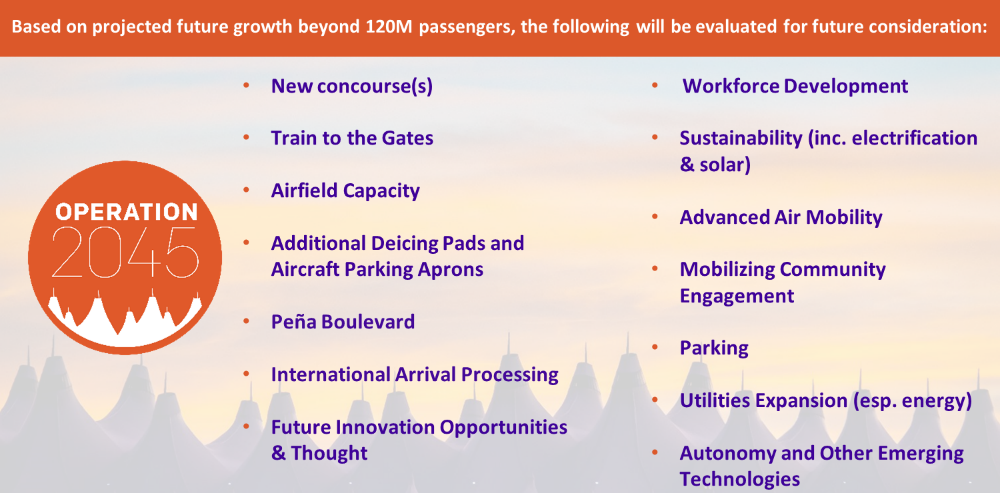 Based on projected future growth beyond 120M passengers, the following will be evaluated for future consideration:
OPERATION
2045
• New concourse(s)
• Train to the Gates
• Airfield Capacity
• Additional Deicing Pads and
Aircraft Parking Aprons
• Peña Boulevard
• International Arrival Processing
• Future Innovation Opportunities
& Thought
• Workforce Development
• Sustainability (inc. electrification
& solar)
• Advanced Air Mobility
• Mobilizing Community
Engagement
• Parking
• Utilities Expansion (esp. energy)
• Autonomy and Other Emerging
Technologies